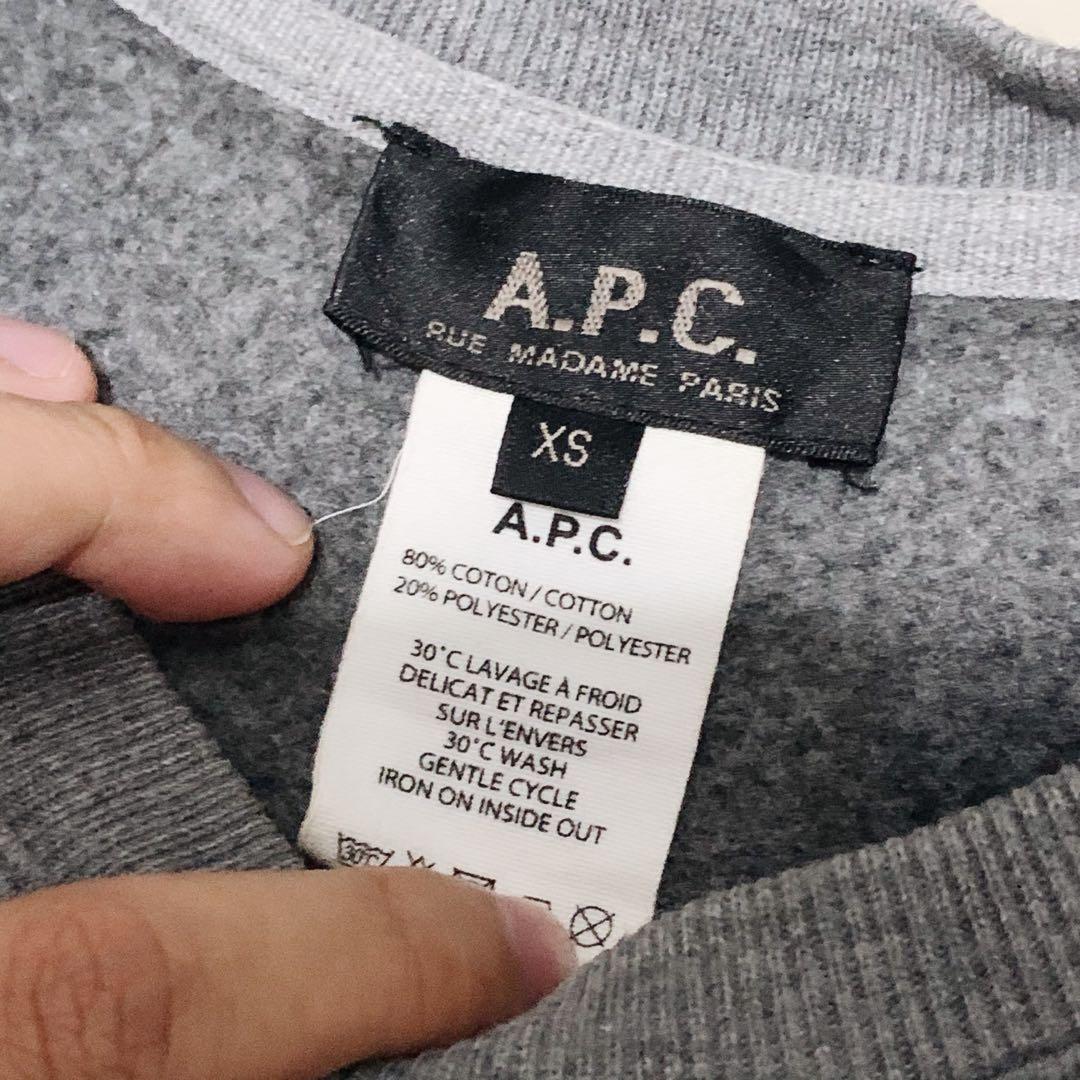 A.P.C.
RUE MADAME PARIS
XS
A.P.C.
80% COTON / COTTON
20% POLYESTER / POLYESTER
30°C LAVAGE À FROID
DELICAT ET REPASSER
SUR L'ENVERS
30°C WASH
GENTLE CYCLE
IRON ON INSIDE OUT
30°C